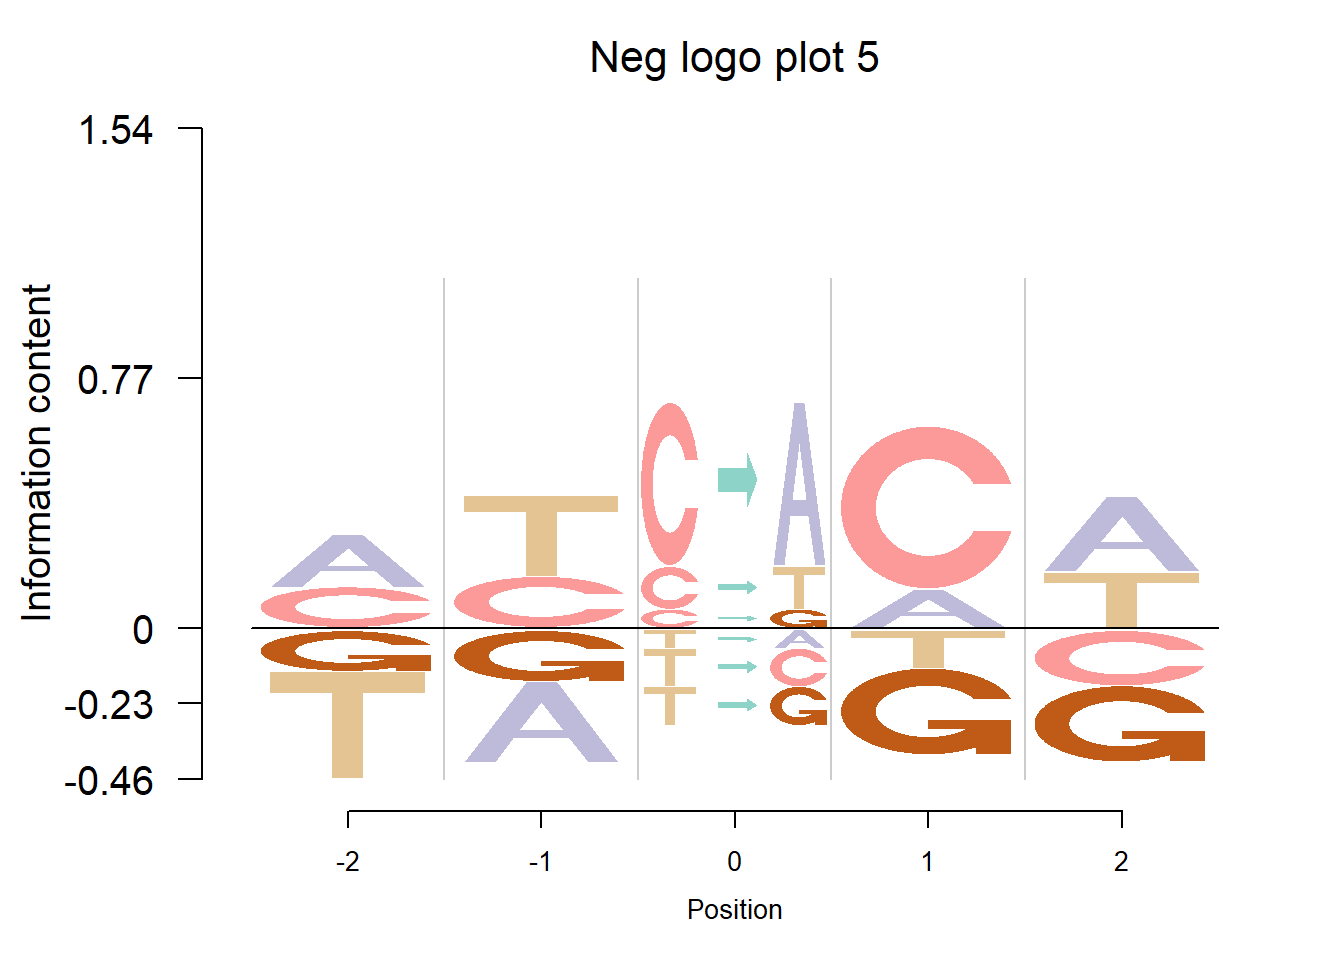 Neg logo plot 5
1.54
0.77
0
-0.23
-0.46
Information content
A
C
G
T
T
C
G
A
C A
C T
C G
T A
T C
T G
C
A
T
G
A
T
C
G
-2 -1 0 1 2
Position